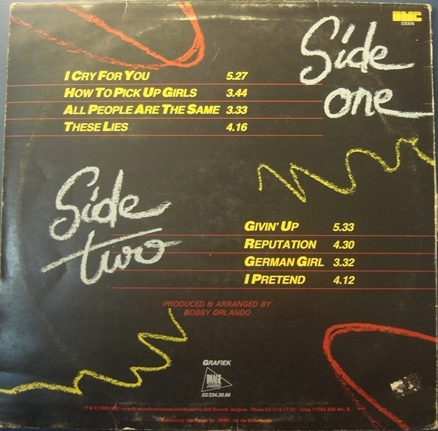 BMC
Side
one
I CRY FOR YOU 5.27
HOW TO PICK UP GIRLS 3.44
ALL PEOPLE ARE THE SAME 3.33
THESE LIES 4.16
Side
two
GIVIN' UP 5.33
REPUTATION 4.30
GERMAN GIRL 3.32
I PRETEND 4.12
PRODUCED & ARRANGED BY
BOBBY ORLANDO
GRAFIEK
IMAGE